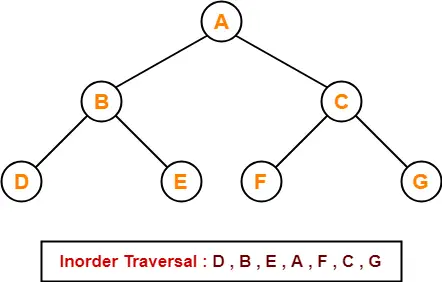 A
B
C
D
E
F
G
Inorder Traversal : D , B , E , A , F , C , G